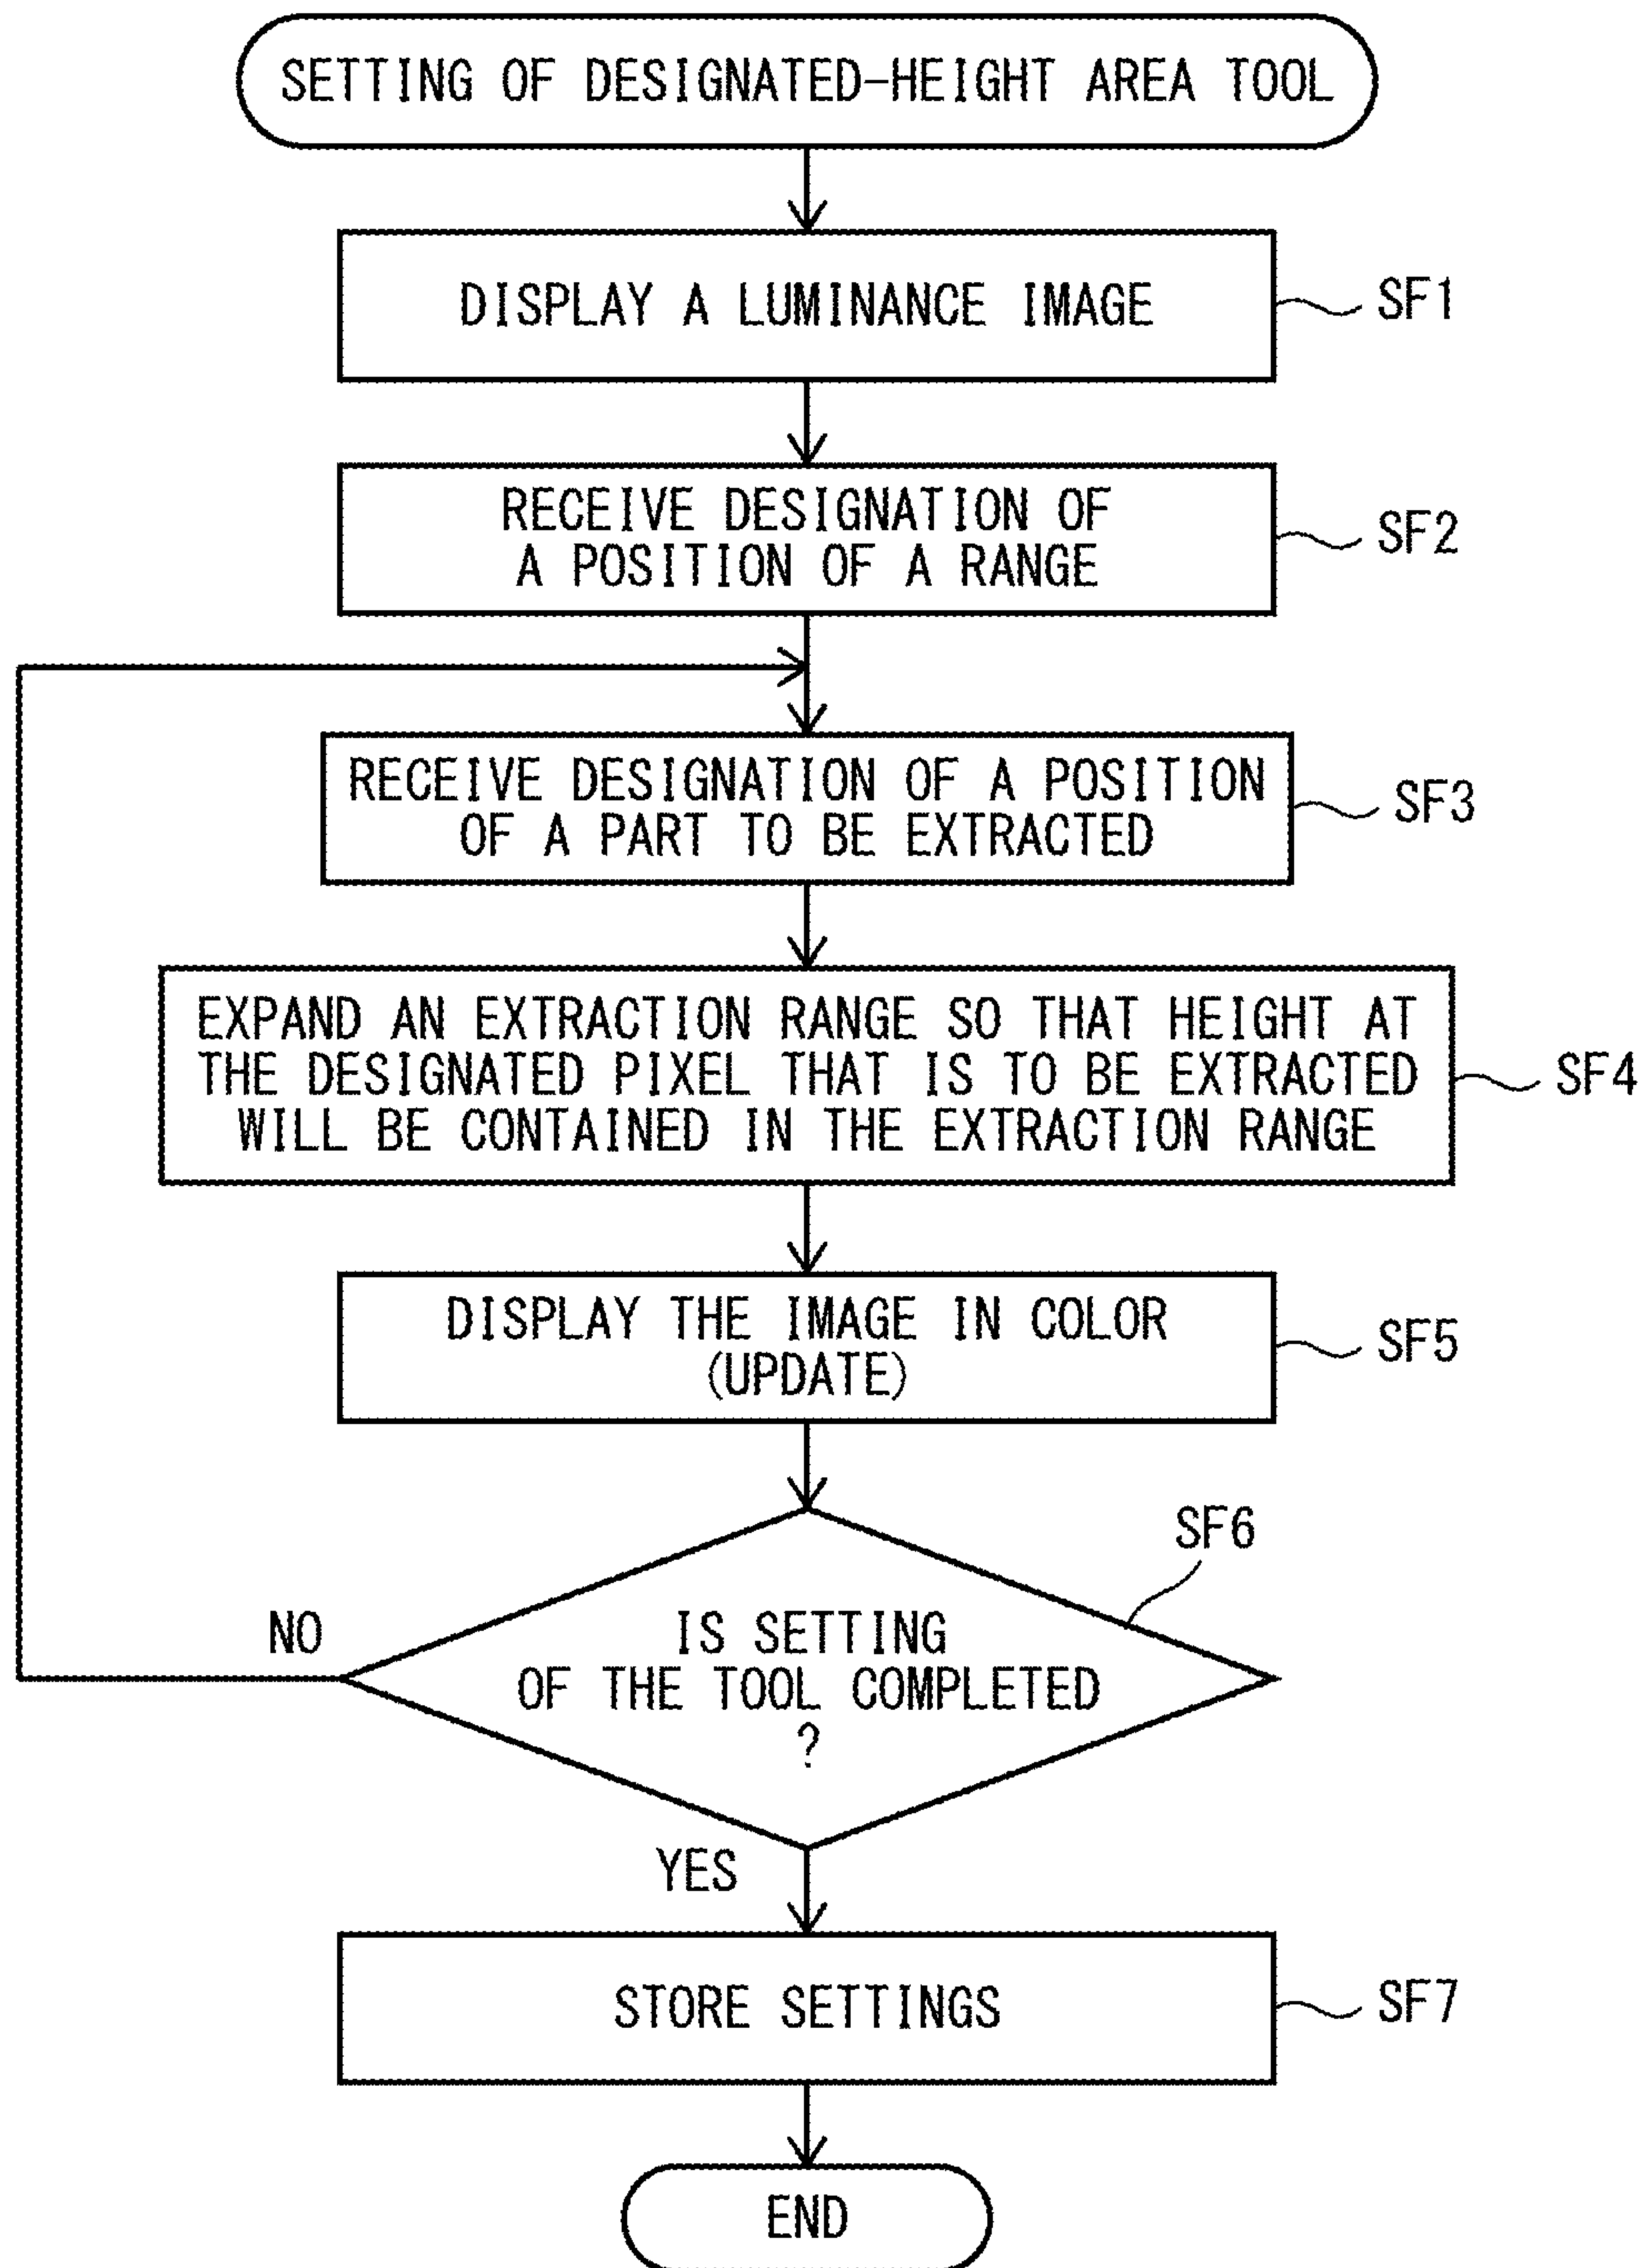 SETTING OF DESIGNATED-HEIGHT AREA TOOL
DISPLAY A LUMINANCE IMAGE
SF1
RECEIVE DESIGNATION OF
A POSITION OF A RANGE
SF2
RECEIVE DESIGNATION OF A POSITION
OF A PART TO BE EXTRACTED
SF3
EXPAND AN EXTRACTION RANGE SO THAT HEIGHT AT
THE DESIGNATED PIXEL THAT IS TO BE EXTRACTED
WILL BE CONTAINED IN THE EXTRACTION RANGE
SF4
DISPLAY THE IMAGE IN COLOR
(UPDATE)
SF5
SF6
NO
IS SETTING
OF THE TOOL COMPLETED
?
YES
STORE SETTINGS
SF7
END